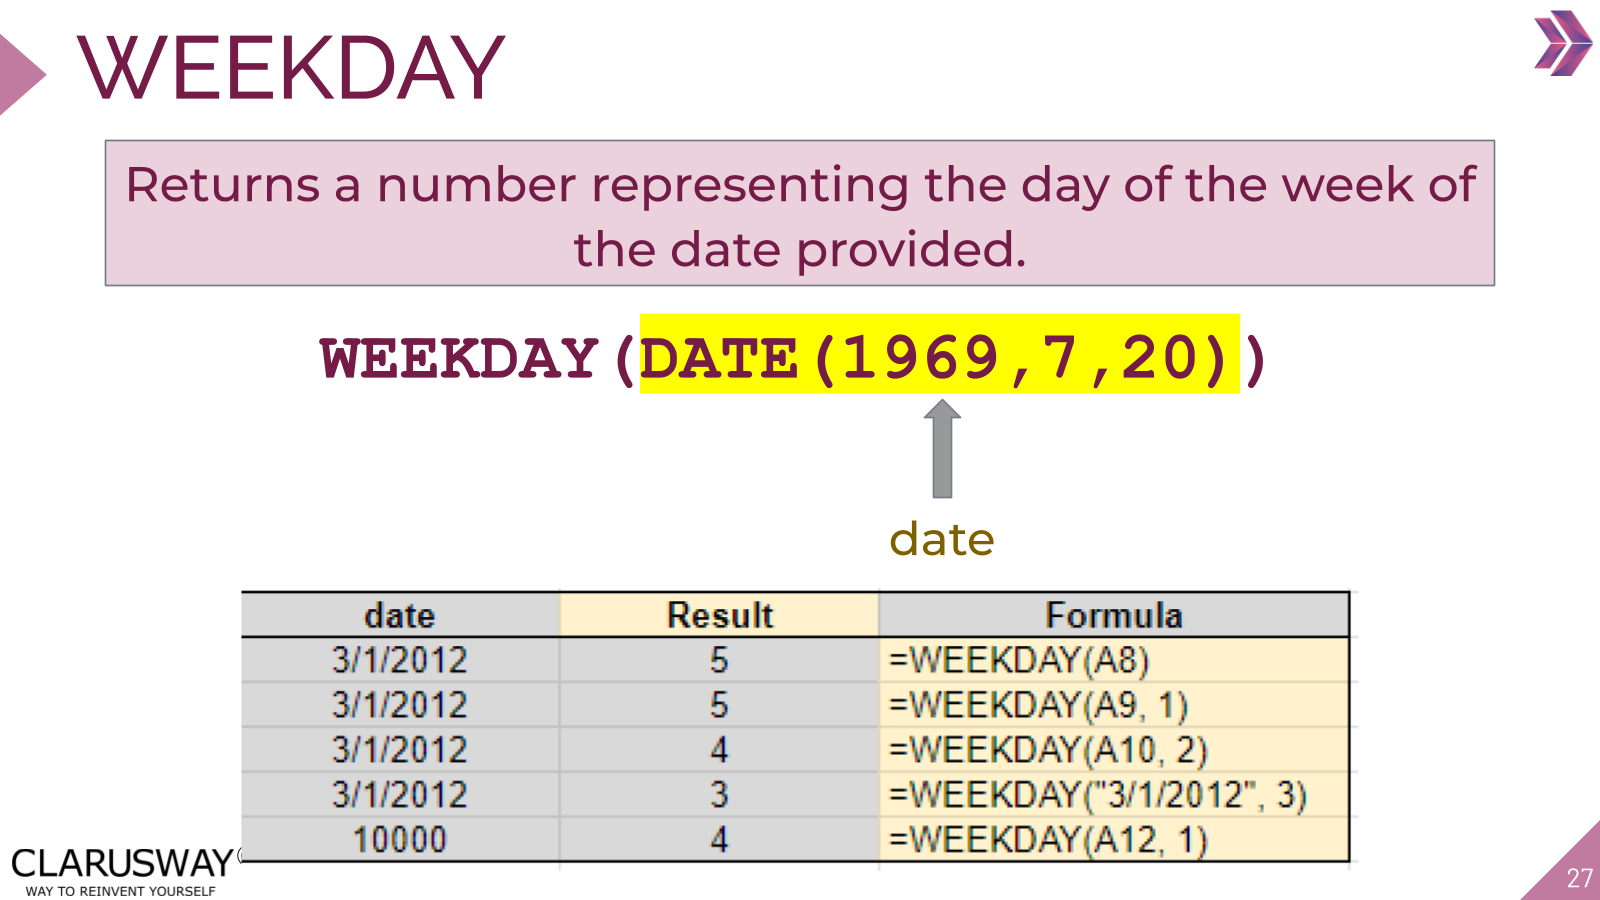 WEEKDAY
Returns a number representing the day of the week of
the date provided.
WEEKDAY(DATE(1969,7,20))
date
date Result Formula
3/1/2012 5 =WEEKDAY(A8)
3/1/2012 5 =WEEKDAY(A9, 1)
3/1/2012 4 =WEEKDAY(A10, 2)
3/1/2012 3 =WEEKDAY("3/1/2012", 3)
10000 4 =WEEKDAY(A12, 1)
CLARUSWAY
WAY TO REINVENT YOURSELF
27